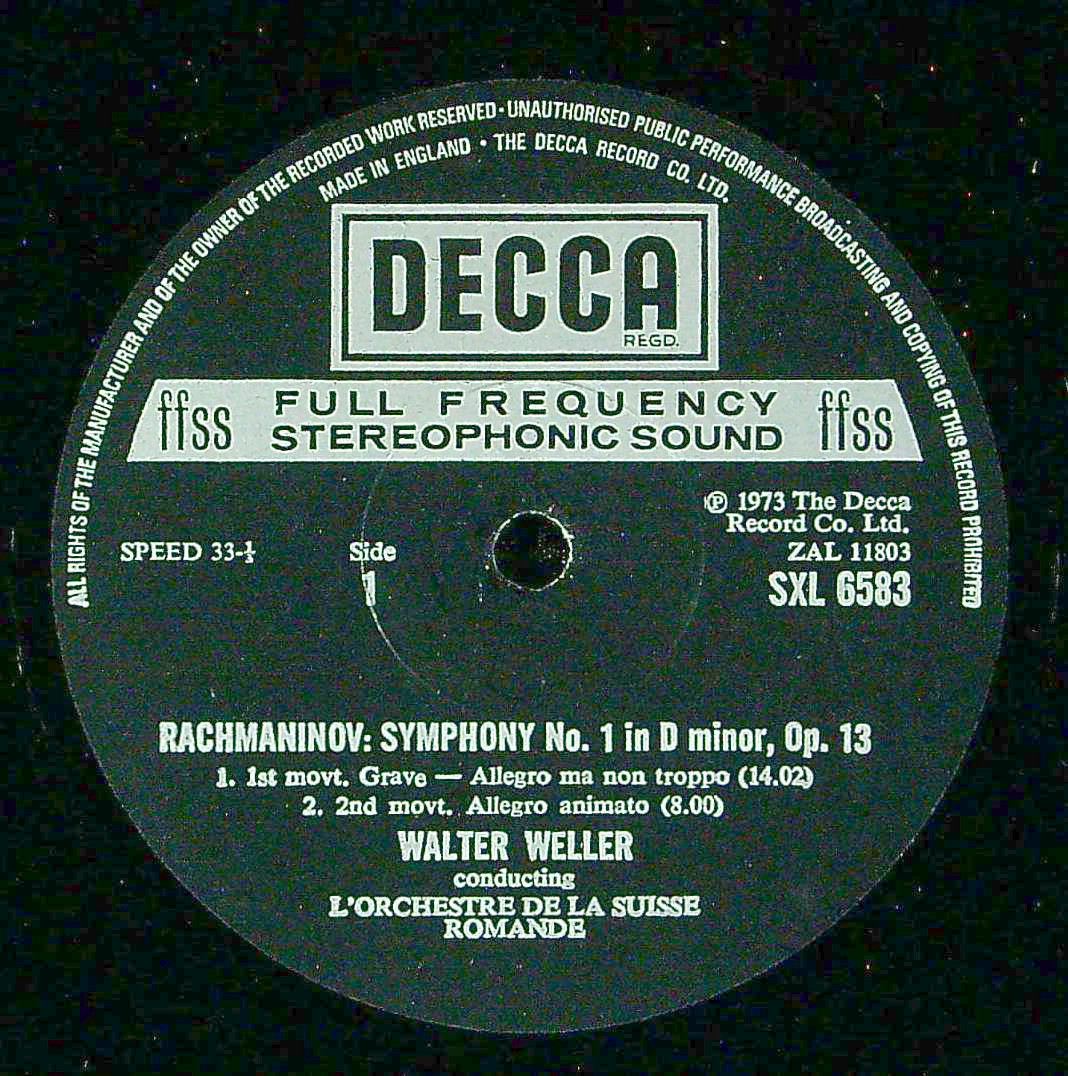 ALL RIGHTS OF THE MANUFACTURER AND OF THE OWNER OF THE RECORDED WORK RESERVED · UNAUTHORISED PUBLIC PERFORMANCE BROADCASTING AND COPYING OF THIS RECORD PROHIBITED
MADE IN ENGLAND · THE DECCA RECORD CO. LTD.
DECCA
REGD.
ffss FULL FREQUENCY STEREOPHONIC SOUND ffss
℗ 1973 The Decca
Record Co. Ltd.
SPEED 33-⅓ Side ZAL 11803
1 SXL 6583
RACHMANINOV: SYMPHONY No. 1 in D minor, Op. 13
1. 1st movt. Grave — Allegro ma non troppo (14.02)
2. 2nd movt. Allegro animato (8.00)
WALTER WELLER
conducting
L'ORCHESTRE DE LA SUISSE
ROMANDE